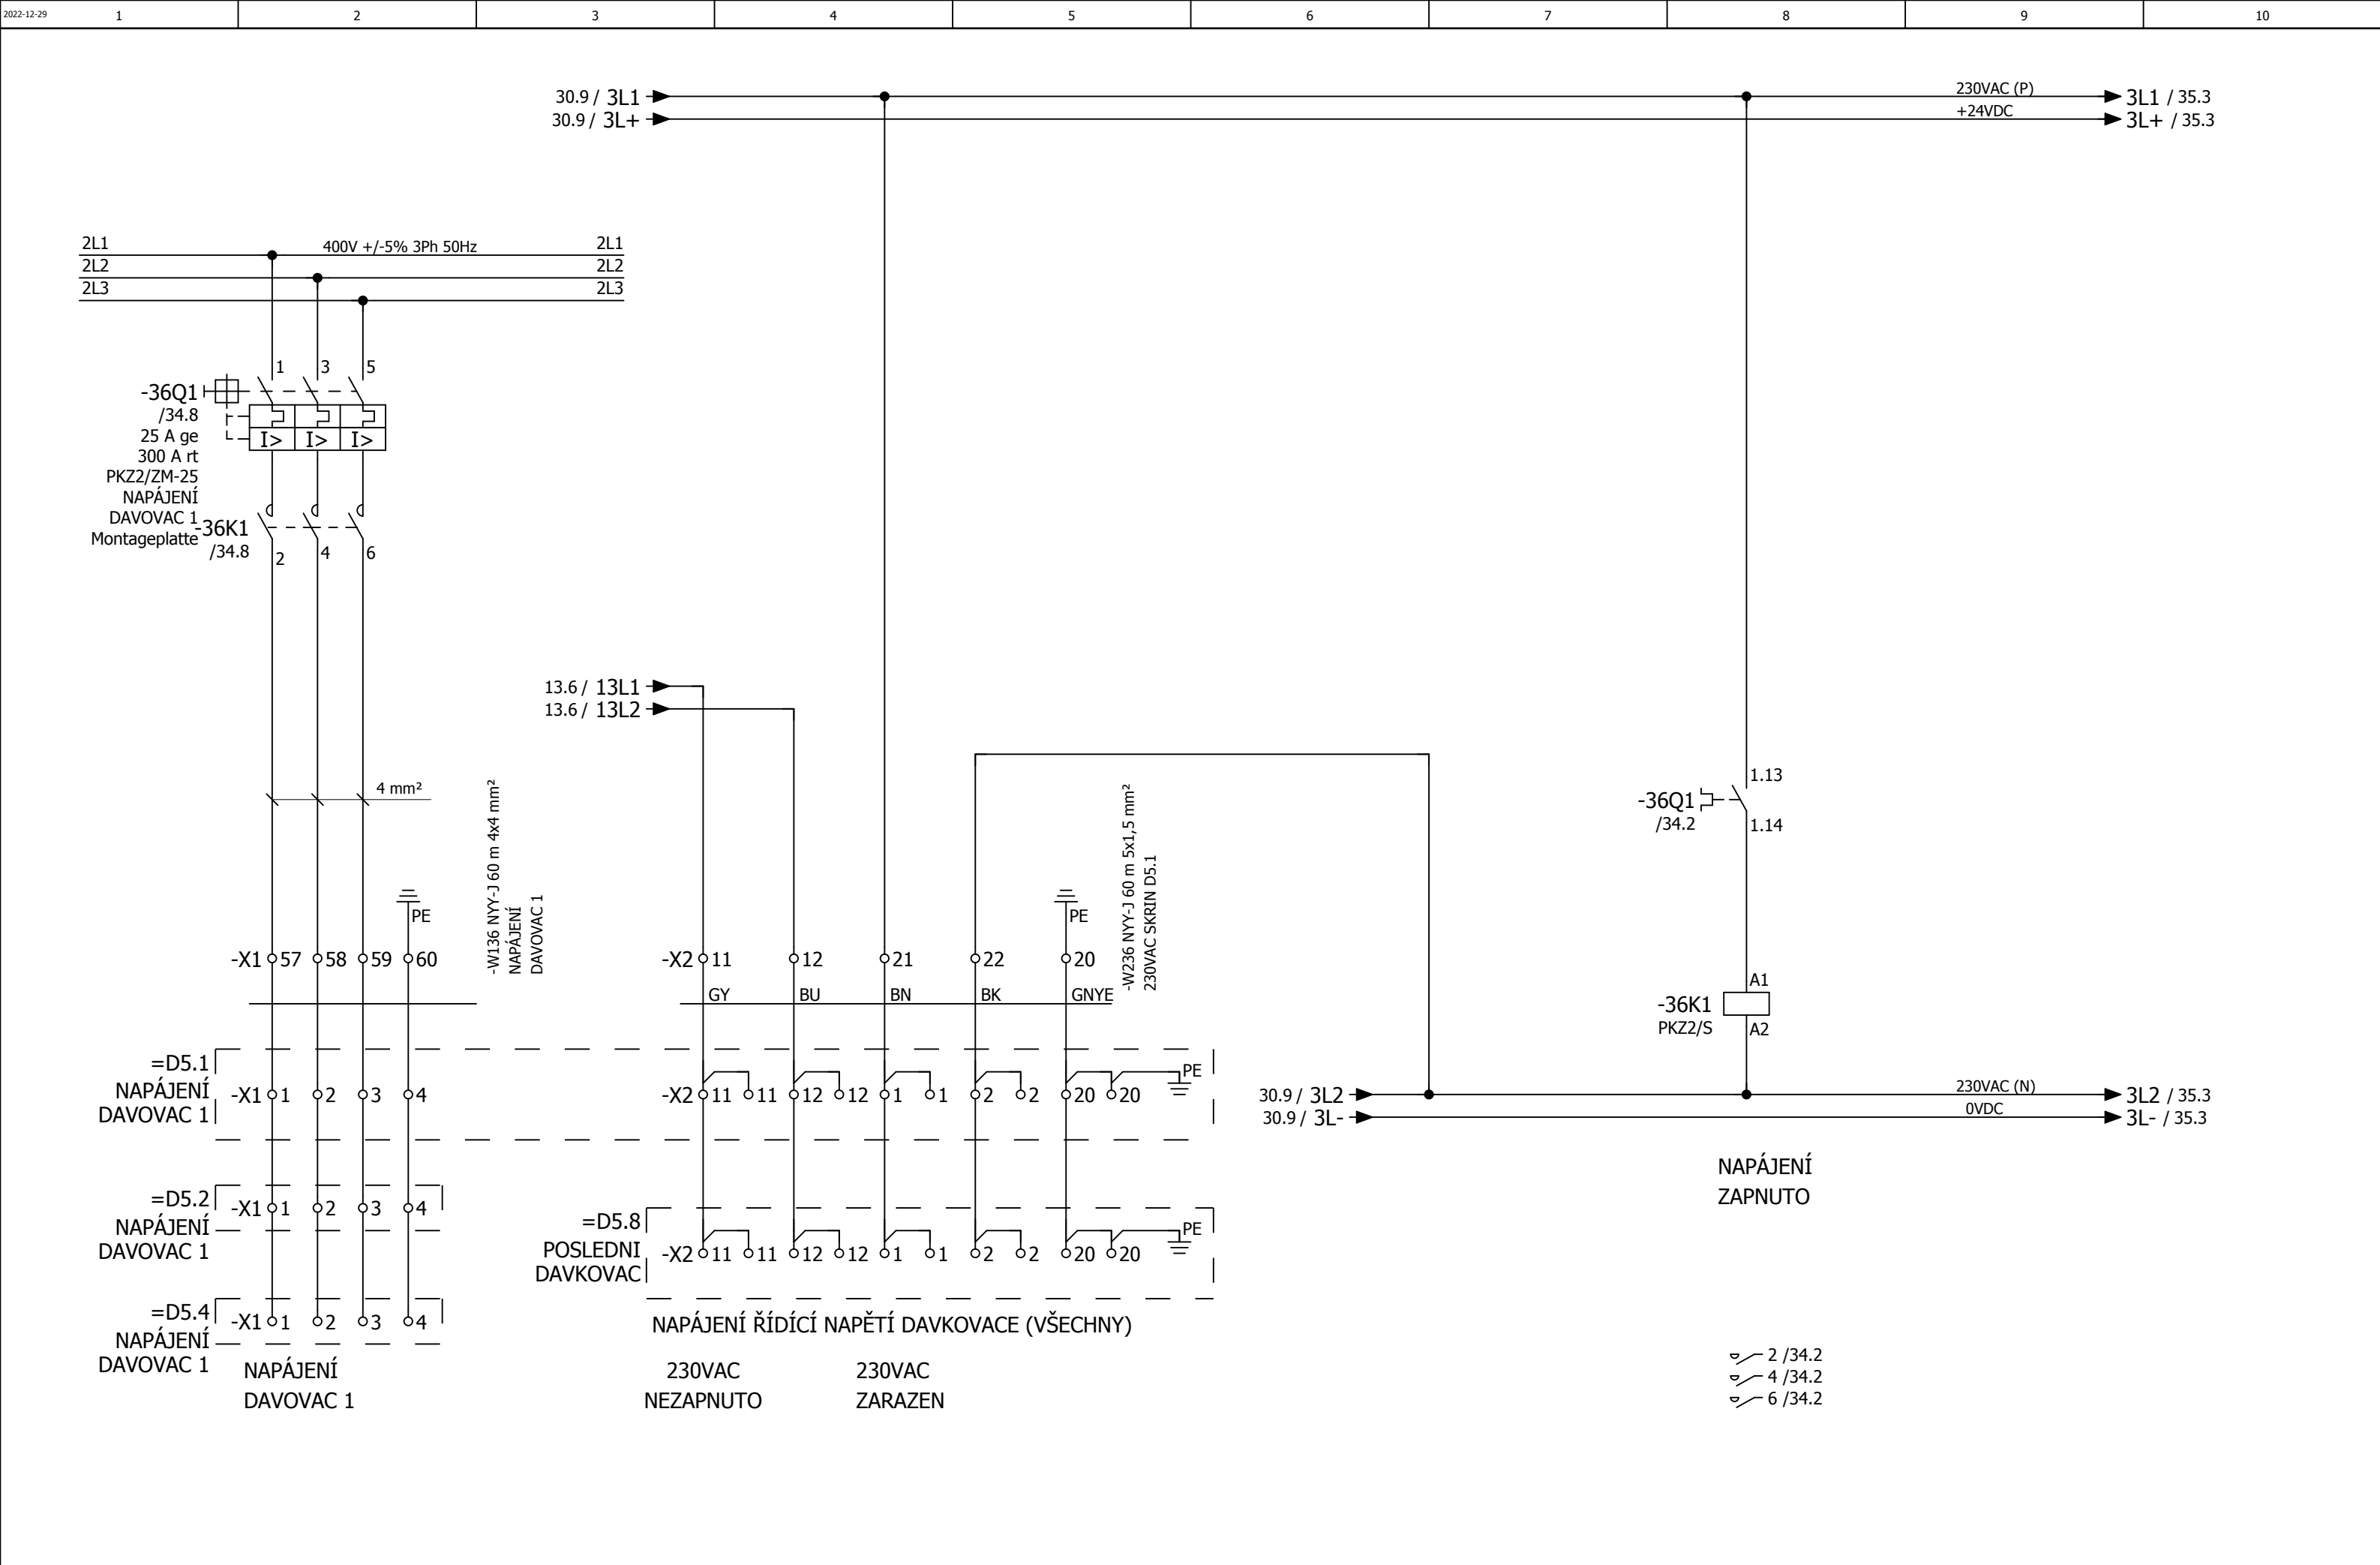 2022-12-29
1 2 3 4 5 6 7 8 9 10
30.9 / 3L1
30.9 / 3L+
230VAC (P)
+24VDC
3L1 / 35.3
3L+ / 35.3
2L1 400V +/-5% 3Ph 50Hz 2L1
2L2 2L2
2L3 2L3
1 3 5
-36Q1
/34.8
25 A ge
300 A rt
PKZ2/ZM-25
NAPÁJENÍ
DAVOVAC 1
Montageplatte
I> I> I>
-36K1
/34.8
2 4 6
13.6 / 13L1
13.6 / 13L2
4 mm²
-W136 NYY-J 60 m 4x4 mm²
NAPÁJENÍ
DAVOVAC 1
-W236 NYY-J 60 m 5x1,5 mm²
230VAC SKRIN D5.1
PE
PE
-X1 57 58 59 60
-X2 11 12 21 22 20
GY BU BN BK GNYE
1.13
-36Q1
/34.2
1.14
A1
-36K1
PKZ2/S
A2
=D5.1
NAPÁJENÍ
DAVOVAC 1
-X1 1 2 3 4
-X2 11 11 12 12 1 1 2 2 20 20
PE
30.9 / 3L2
30.9 / 3L-
230VAC (N)
0VDC
3L2 / 35.3
3L- / 35.3
=D5.2
NAPÁJENÍ
DAVOVAC 1
-X1 1 2 3 4
=D5.8
POSLEDNI
DAVKOVAC
-X2 11 11 12 12 1 1 2 2 20 20
PE
NAPÁJENÍ
ZAPNUTO
=D5.4
NAPÁJENÍ
DAVOVAC 1
-X1 1 2 3 4
NAPÁJENÍ
DAVOVAC 1
NAPÁJENÍ ŘÍDÍCÍ NAPĚTÍ DAVKOVACE (VŠECHNY)
230VAC
NEZAPNUTO
230VAC
ZARAZEN
2 /34.2
4 /34.2
6 /34.2